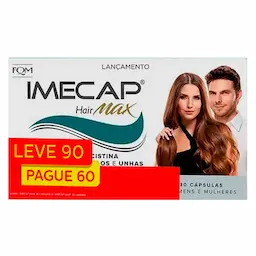 LANÇAMENTO
FQM
IMECAP®
Hair Max
CISTINA
OS E UNHAS
LEVE 90
PAGUE 60
30 CÁPSULAS
MENS E MULHERES